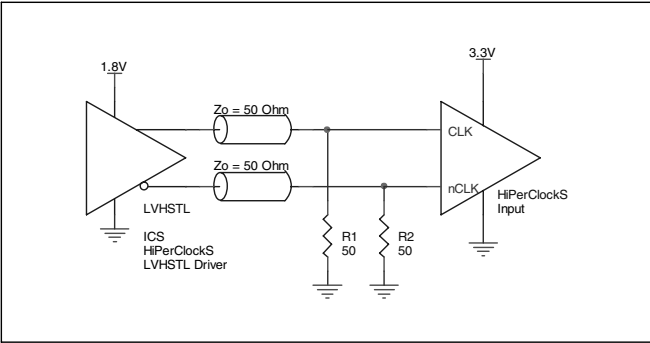 1.8V
3.3V
Zo = 50 Ohm
CLK
Zo = 50 Ohm
nCLK
HiPerClockS
Input
LVHSTL
ICS
HiPerClockS
LVHSTL Driver
R1
50
R2
50